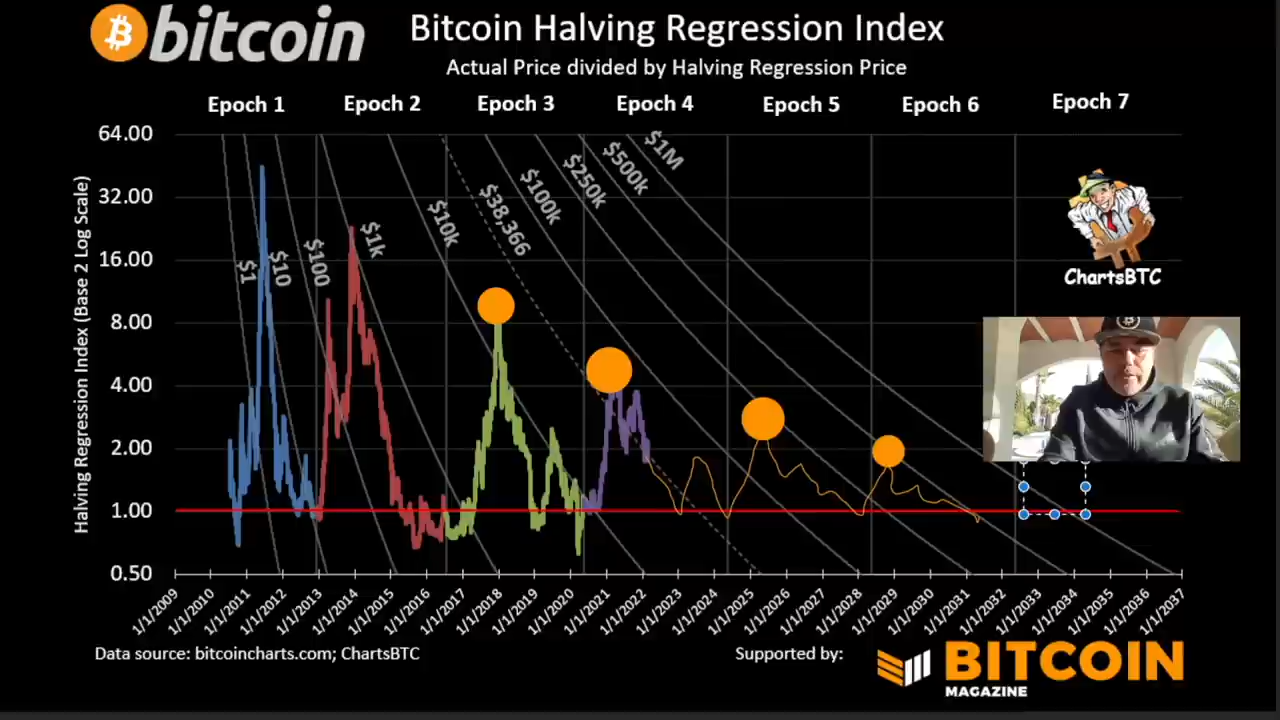 bitcoin
Bitcoin Halving Regression Index
Actual Price divided by Halving Regression Price
Epoch 1 Epoch 2 Epoch 3 Epoch 4 Epoch 5 Epoch 6 Epoch 7
64.00
32.00
16.00
8.00
4.00
2.00
1.00
0.50
Halving Regression Index (Base 2 Log Scale)
$1
$10
$100
$1k
$10k
$38,366
$100k
$250k
$500k
$1M
ChartsBTC
1/1/2009 1/1/2010 1/1/2011 1/1/2012 1/1/2013 1/1/2014 1/1/2015 1/1/2016 1/1/2017 1/1/2018 1/1/2019 1/1/2020 1/1/2021 1/1/2022 1/1/2023 1/1/2024 1/1/2025 1/1/2026 1/1/2027 1/1/2028 1/1/2029 1/1/2030 1/1/2031 1/1/2032 1/1/2033 1/1/2034 1/1/2035 1/1/2036 1/1/2037
Data source: bitcoincharts.com; ChartsBTC
Supported by:
BITCOIN
MAGAZINE